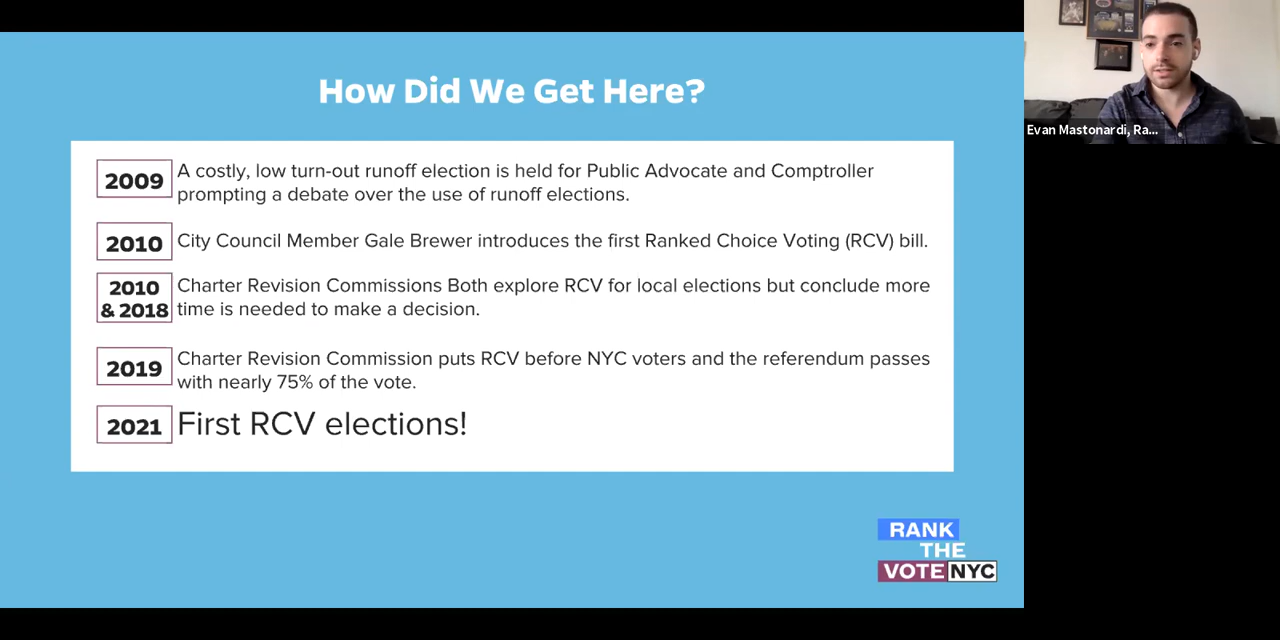 How Did We Get Here?
2009
A costly, low turn-out runoff election is held for Public Advocate and Comptroller
prompting a debate over the use of runoff elections.
2010
City Council Member Gale Brewer introduces the first Ranked Choice Voting (RCV) bill.
2010
& 2018
Charter Revision Commissions Both explore RCV for local elections but conclude more
time is needed to make a decision.
2019
Charter Revision Commission puts RCV before NYC voters and the referendum passes
with nearly 75% of the vote.
2021
First RCV elections!
RANK
THE
VOTE NYC
Evan Mastonardi, Ra...